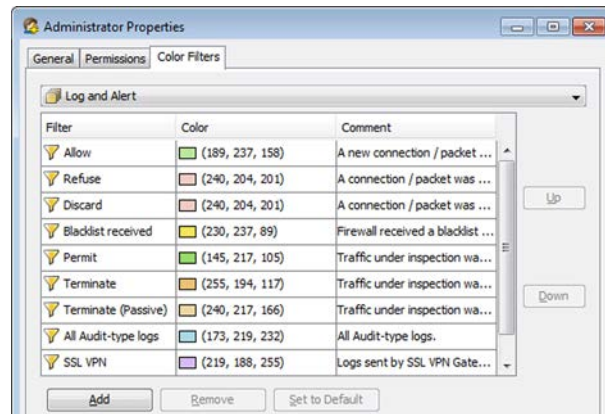 Administrator Properties
General Permissions Color Filters
Log and Alert
Filter Color Comment
Allow (189, 237, 158) A new connection / packet ...
Refuse (240, 204, 201) A connection / packet was ...
Discard (240, 204, 201) A connection / packet was ...
Blacklist received (230, 237, 89) Firewall received a blacklist ...
Permit (145, 217, 105) Traffic under inspection wa...
Terminate (255, 194, 117) Traffic under inspection wa...
Terminate (Passive) (240, 217, 166) Traffic under inspection wa...
All Audit-type logs (173, 219, 232) All Audit-type logs.
SSL VPN (219, 188, 255) Logs sent by SSL VPN Gate...
Up
Down
Add Remove Set to Default